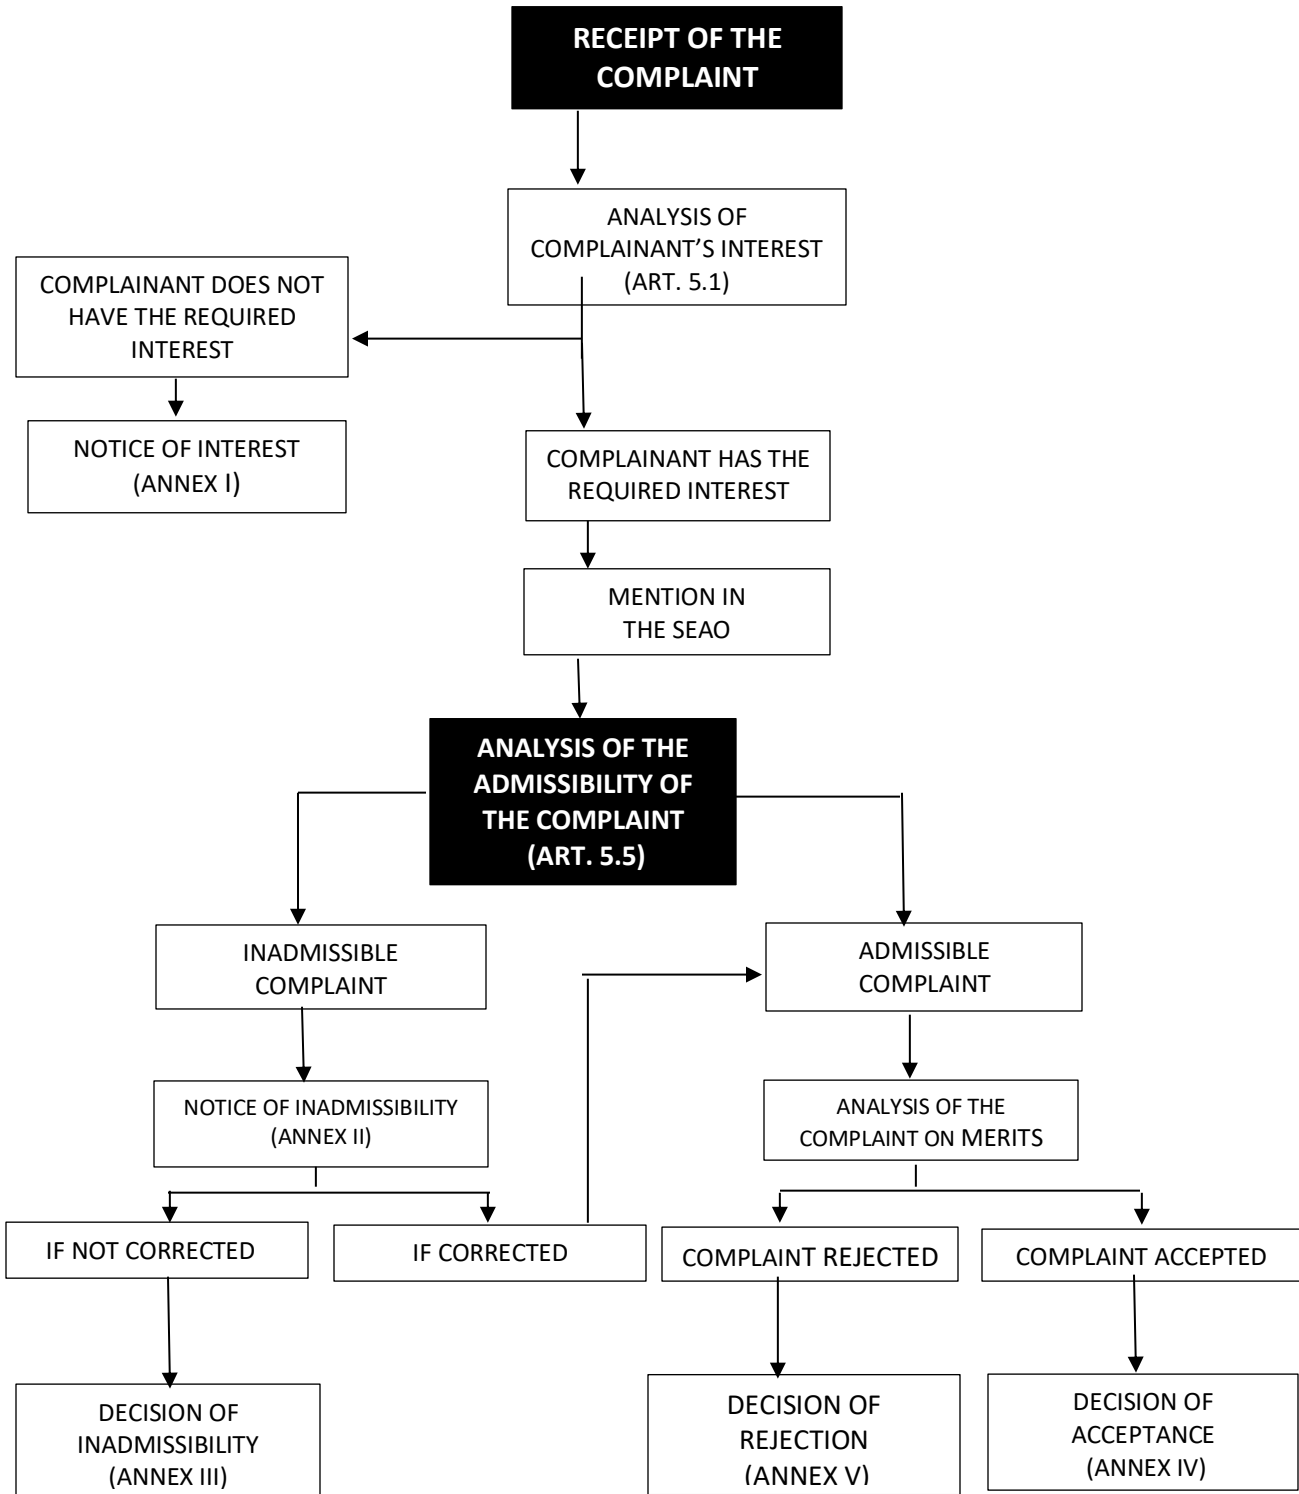 RECEIPT OF THE
COMPLAINT
ANALYSIS OF
COMPLAINANT’S INTEREST
(ART. 5.1)
COMPLAINANT DOES NOT
HAVE THE REQUIRED
INTEREST
NOTICE OF INTEREST
(ANNEX I)
COMPLAINANT HAS THE
REQUIRED INTEREST
MENTION IN
THE SEAO
ANALYSIS OF THE
ADMISSIBILITY OF
THE COMPLAINT
(ART. 5.5)
INADMISSIBLE
COMPLAINT
ADMISSIBLE
COMPLAINT
NOTICE OF INADMISSIBILITY
(ANNEX II)
ANALYSIS OF THE
COMPLAINT ON MERITS
IF NOT CORRECTED
IF CORRECTED
COMPLAINT REJECTED
COMPLAINT ACCEPTED
DECISION OF
INADMISSIBILITY
(ANNEX III)
DECISION OF
REJECTION
(ANNEX V)
DECISION OF
ACCEPTANCE
(ANNEX IV)